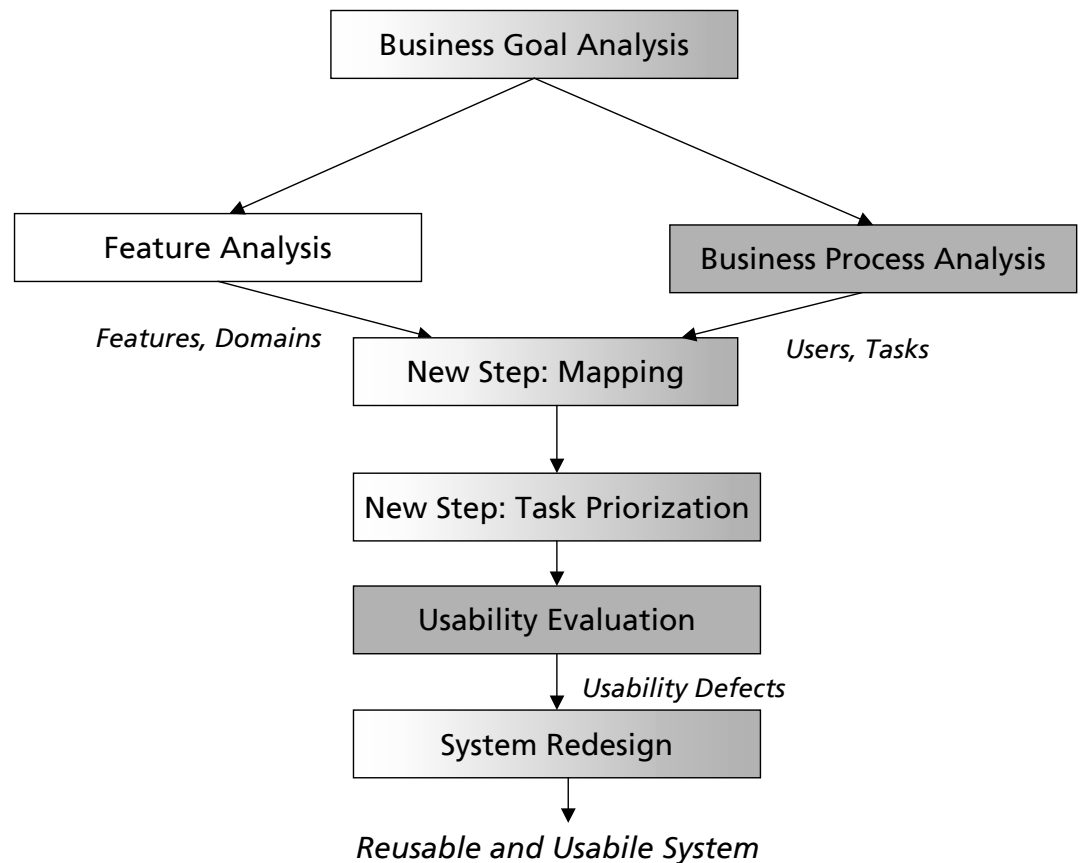 Business Goal Analysis
Feature Analysis
Business Process Analysis
Features, Domains
Users, Tasks
New Step: Mapping
New Step: Task Priorization
Usability Evaluation
Usability Defects
System Redesign
Reusable and Usabile System